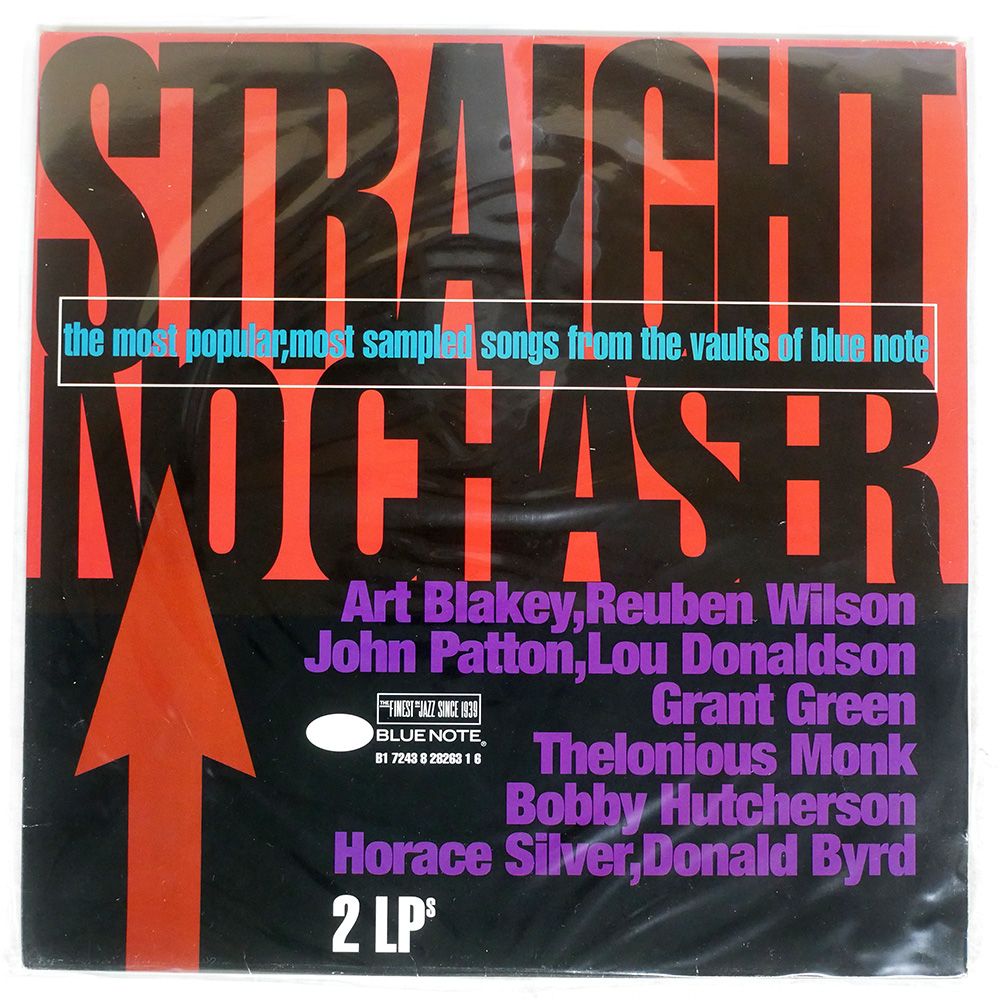 STRAIGHT
the most popular,most sampled songs from the vaults of blue note
NO CHASER
Art Blakey,Reuben Wilson
John Patton,Lou Donaldson
Grant Green
Thelonious Monk
Bobby Hutcherson
Horace Silver,Donald Byrd
THE FINEST IN JAZZ SINCE 1939
BLUE NOTE®
B1 7243 8 28263 1 6
2 LPs